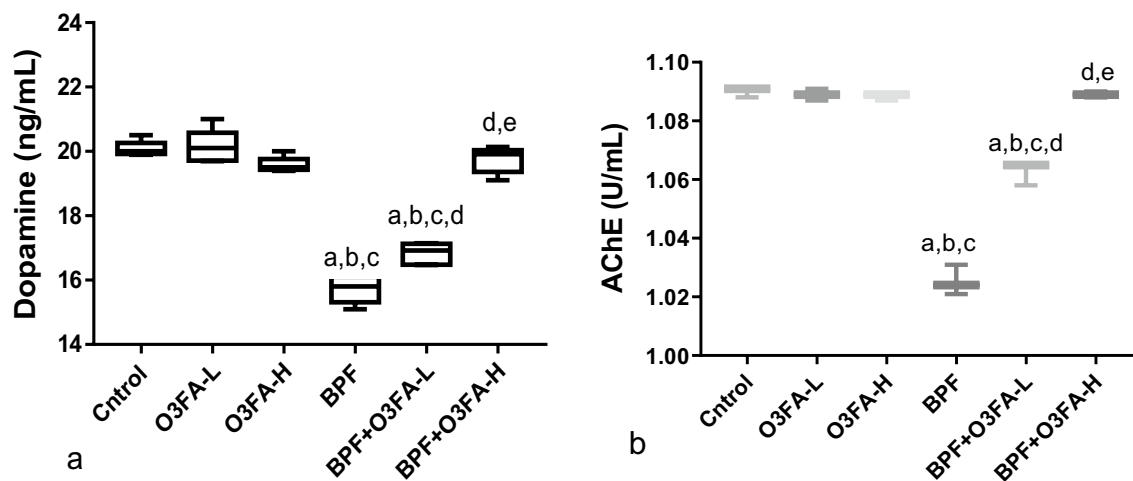 Dopamine (ng/mL)
24
22
20
18
16
14
a,b,c
a,b,c,d
d,e
Cntrol
O3FA-L
O3FA-H
BPF
BPF+O3FA-L
BPF+O3FA-H
a
AChE (U/mL)
1.10
1.08
1.06
1.04
1.02
1.00
a,b,c
a,b,c,d
d,e
Cntrol
O3FA-L
O3FA-H
BPF
BPF+O3FA-L
BPF+O3FA-H
b